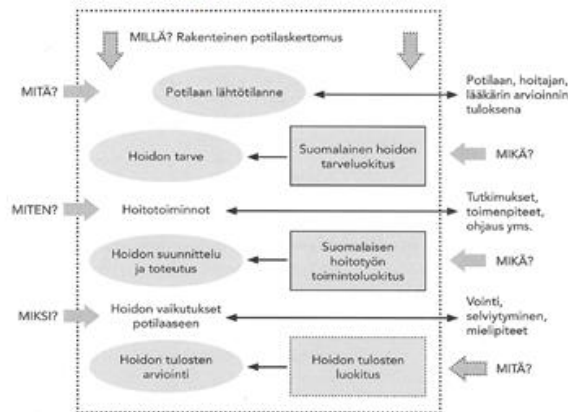 MILLÄ? Rakenteinen potilaskertomus
MITÄ?
Potilaan lähtötilanne
Potilaan, hoitajan,
lääkärin arvioinnin
tuloksena
Hoidon tarve
Suomalainen hoidon
tarveluokitus
MIKÄ?
MITEN?
Hoitotoiminnot
Tutkimukset,
toimenpiteet,
ohjaus yms.
Hoidon suunnittelu
ja toteutus
Suomalaisen
hoitotyön
toimintoluokitus
MIKÄ?
MIKSI?
Hoidon vaikutukset
potilaaseen
Vointi,
selviytyminen,
mielipiteet
Hoidon tulosten
arviointi
Hoidon tulosten
luokitus
MITÄ?